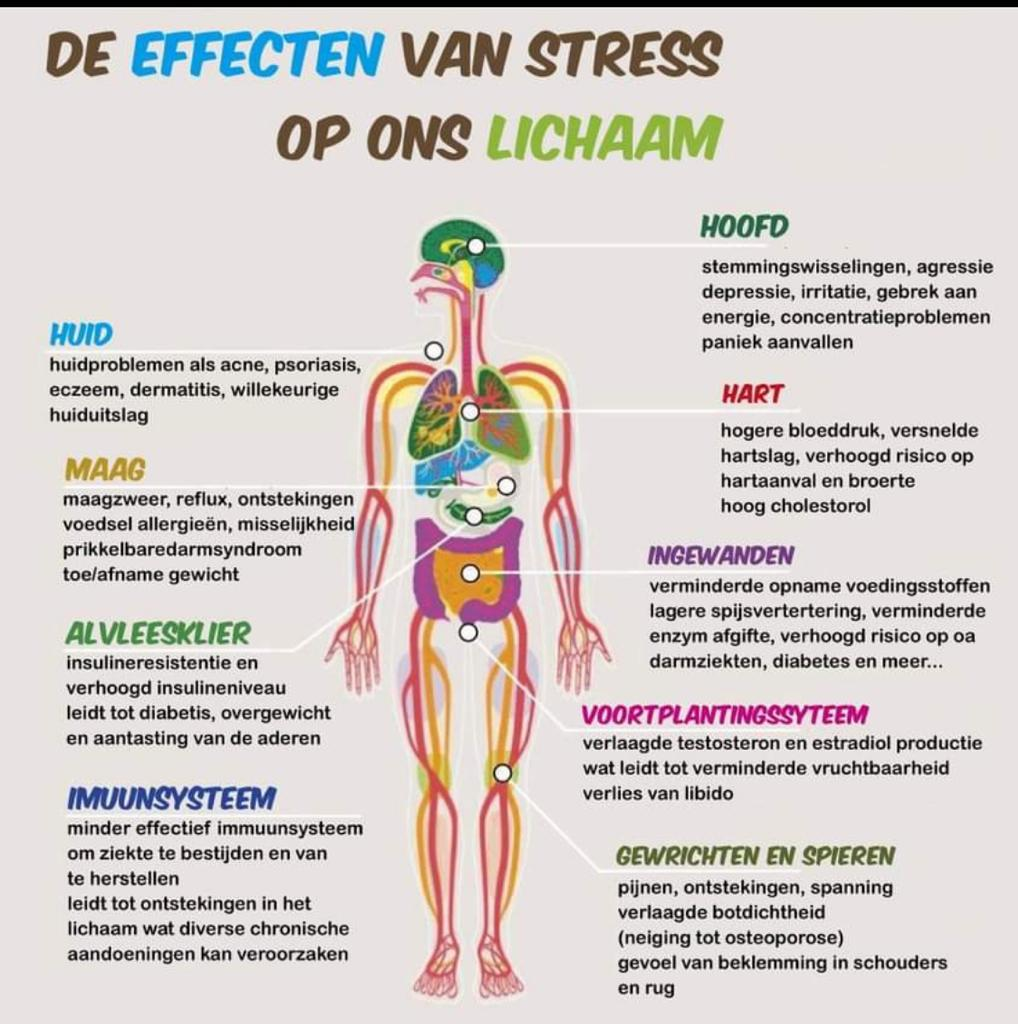 DE EFFECTEN VAN STRESS
OP ONS LICHAAM
HOOFD
stemmingswisselingen, agressie
depressie, irritatie, gebrek aan
energie, concentratieproblemen
paniek aanvallen
HUID
huidproblemen als acne, psoriasis,
eczeem, dermatitis, willekeurige
huiduitslag
HART
hogere bloeddruk, versnelde
hartslag, verhoogd risico op
hartaanval en broerte
hoog cholestorol
MAAG
maagzweer, reflux, ontstekingen
voedsel allergieën, misselijkheid
prikkelbaredarmsyndroom
toe/afname gewicht
INGEWANDEN
verminderde opname voedingsstoffen
lagere spijsvertertering, verminderde
enzym afgifte, verhoogd risico op oa
darmziekten, diabetes en meer...
ALVLEESKLIER
insulineresistentie en
verhoogd insulineniveau
leidt tot diabetis, overgewicht
en aantasting van de aderen
VOORTPLANTINGSSYTEEM
verlaagde testosteron en estradiol productie
wat leidt tot verminderde vruchtbaarheid
verlies van libido
IMUUNSYSTEEM
minder effectief immuunsysteem
om ziekte te bestijden en van
te herstellen
leidt tot ontstekingen in het
lichaam wat diverse chronische
aandoeningen kan veroorzaken
GEWRICHTEN EN SPIEREN
pijnen, ontstekingen, spanning
verlaagde botdichtheid
(neiging tot osteoporose)
gevoel van beklemming in schouders
en rug